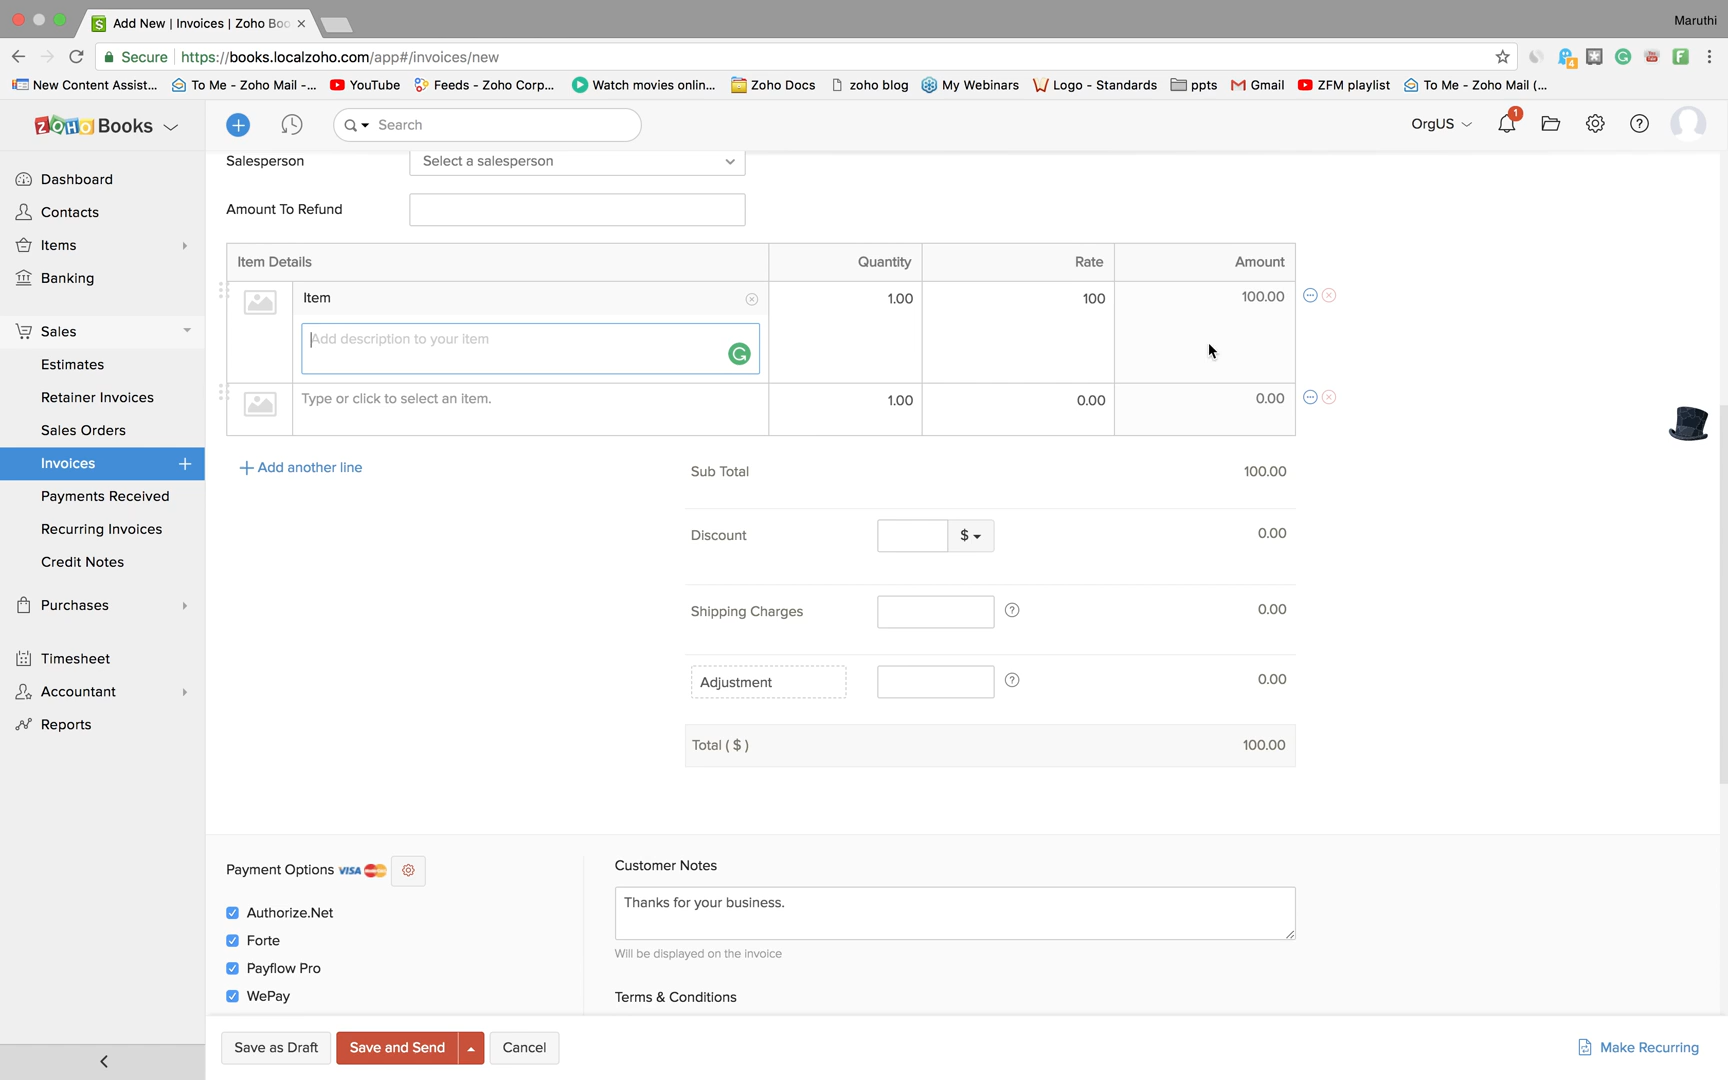 Add New | Invoices | Zoho Boo
Maruthi
Secure https://books.localzoho.com/app#/invoices/new
4
New Content Assist...
To Me - Zoho Mail -...
YouTube
Feeds - Zoho Corp...
Watch movies onlin...
Zoho Docs
zoho blog
My Webinars
Logo - Standards
ppts
Gmail
ZFM playlist
To Me - Zoho Mail (...
ZOHO Books
Search
OrgUS
1
Dashboard
Contacts
Items
Banking
Sales
Estimates
Retainer Invoices
Sales Orders
Invoices
Payments Received
Recurring Invoices
Credit Notes
Purchases
Timesheet
Accountant
Reports
Salesperson
Select a salesperson
Amount To Refund
Item Details Quantity Rate Amount
Item 1.00 100 100.00
Add description to your item
Type or click to select an item. 1.00 0.00 0.00
+ Add another line
Sub Total 100.00
Discount $ 0.00
Shipping Charges ? 0.00
Adjustment ? 0.00
Total ( $ ) 100.00
Payment Options VISA
Authorize.Net
Forte
Payflow Pro
WePay
Customer Notes
Thanks for your business.
Will be displayed on the invoice
Terms & Conditions
Save as Draft
Save and Send
Cancel
Make Recurring